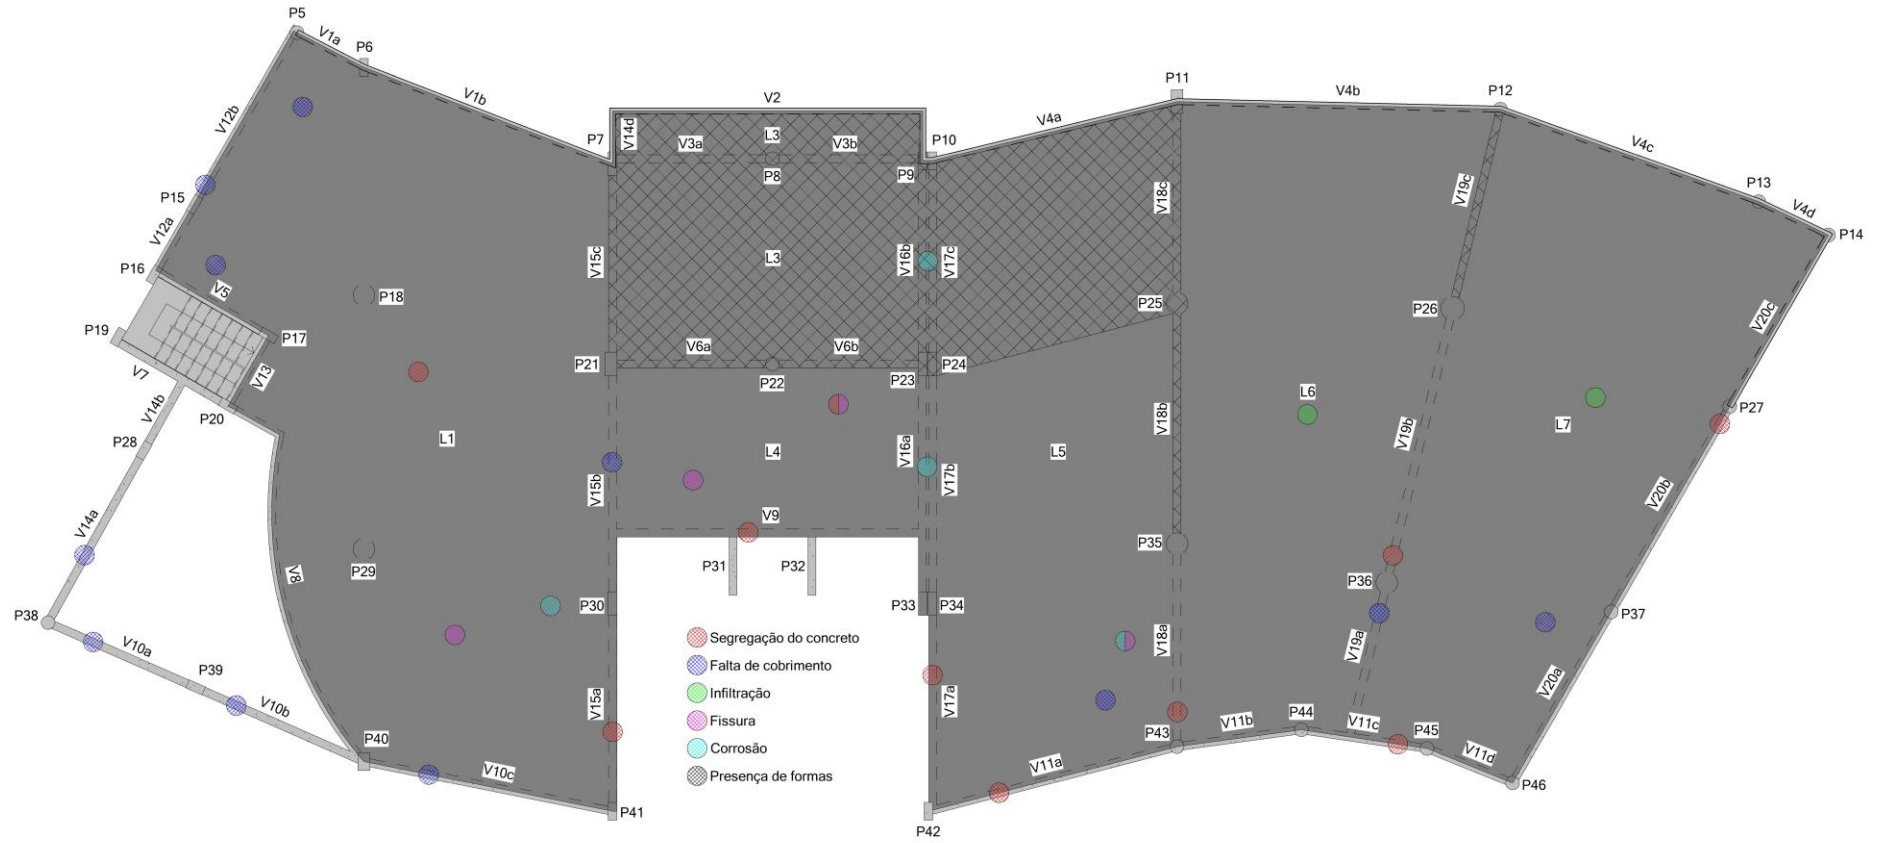 P5
V1a
P6
V1b
V12b
P7
V14d
V2
L3
V3a
V3b
P8
P9
P10
V4a
P11
V4b
P12
V4c
P13
V4d
P14
P15
V12a
P16
V5
P18
V15c
L3
V16b
V17c
V18c
V19c
P25
P26
V20c
P19
P17
V7
V13
P20
P21
V6a
V6b
P22
P23
P24
P27
V14b
P28
L1
L4
V16a
L5
V18b
L6
V19b
L7
V15b
V17b
V20b
V9
V14a
V8
P29
P31
P32
P35
P36
P30
P33
P34
P37
P38
V10a
P39
V10b
V18a
V19a
V20a
V15a
V17a
Segregação do concreto
Falta de cobrimento
Infiltração
Fissura
Corrosão
Presença de formas
P40
V10c
P41
P42
V11a
P43
V11b
P44
V11c
P45
V11d
P46